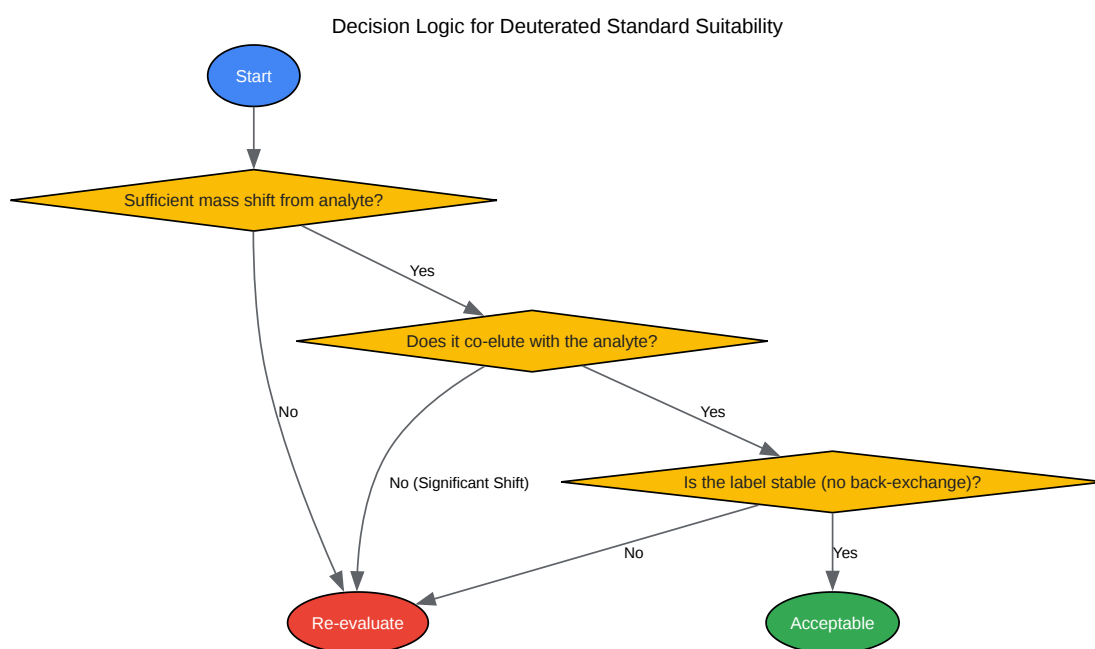 Decision Logic for Deuterated Standard Suitability
Start
Sufficient mass shift from analyte?
Yes
Does it co-elute with the analyte?
No
Yes
No (Significant Shift)
Is the label stable (no back-exchange)?
No
Yes
Re-evaluate
Acceptable